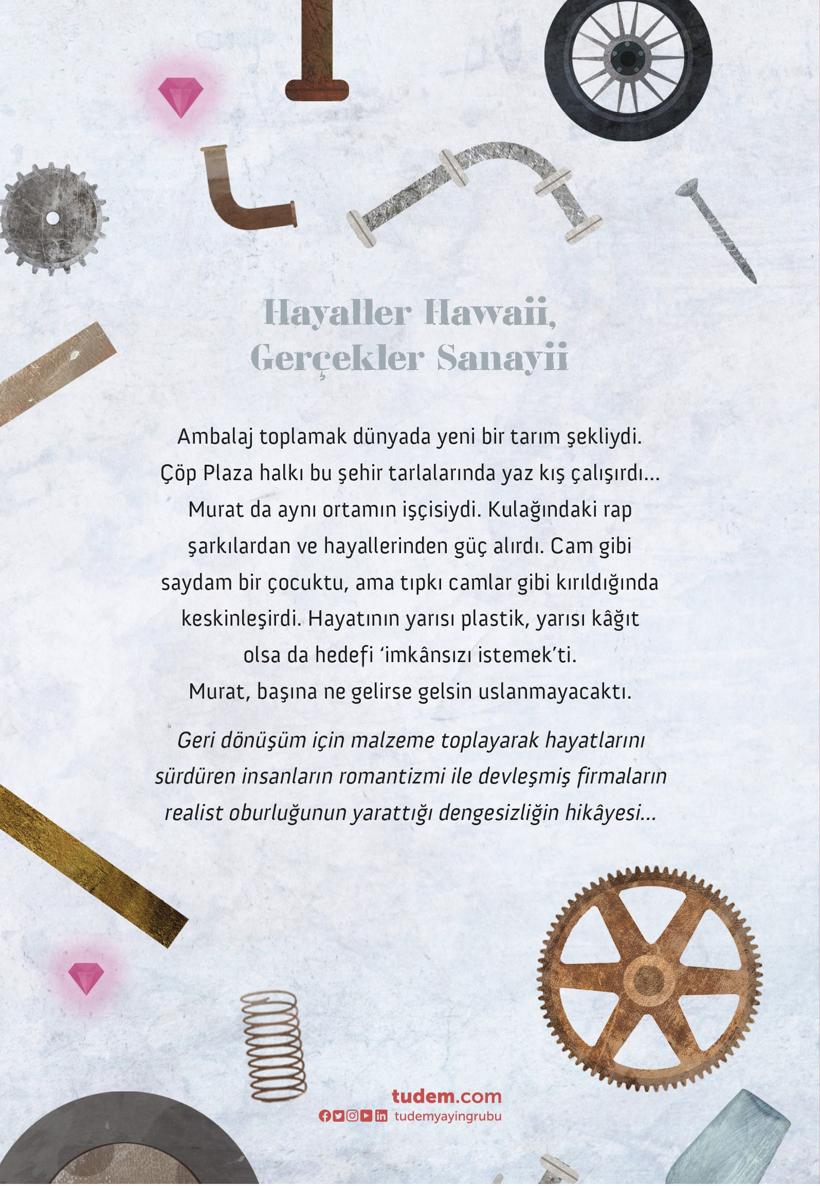 Hayaller Hawaii,
Gerçekler Sanayii
Ambalaj toplamak dünyada yeni bir tarım şekliydi.
Çöp Plaza halkı bu şehir tarlalarında yaz kış çalışırdı...
Murat da aynı ortamın işçisiydi. Kulağındaki rap
şarkılardan ve hayallerinden güç alırdı. Cam gibi
saydam bir çocuktu, ama tıpkı camlar gibi kırıldığında
keskinleşirdi. Hayatının yarısı plastik, yarısı kâğıt
olsa da hedefi ‘imkânsızı istemek’ti.
Murat, başına ne gelirse gelsin uslanmayacaktı.
Geri dönüşüm için malzeme toplayarak hayatlarını
sürdüren insanların romantizmi ile devleşmiş firmaların
realist oburluğunun yarattığı dengesizliğin hikâyesi...
tudem.com
tudemyayingrubu